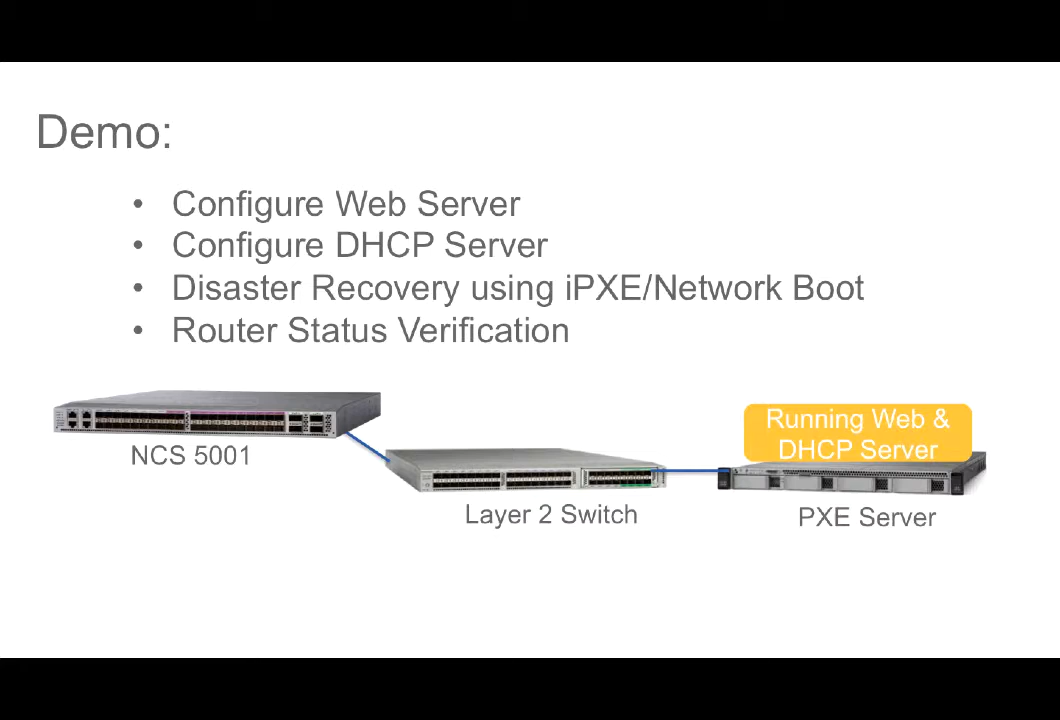 Demo:
• Configure Web Server
• Configure DHCP Server
• Disaster Recovery using iPXE/Network Boot
• Router Status Verification
Running Web &
DHCP Server
NCS 5001
Layer 2 Switch
PXE Server